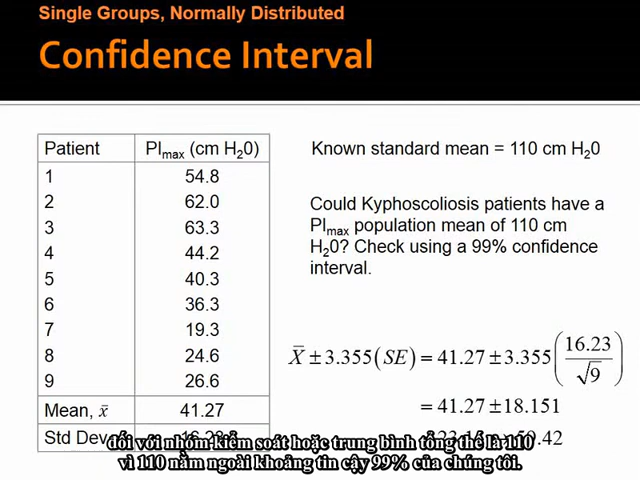 Single Groups, Normally Distributed
Confidence Interval
Patient PImax (cm H20)
1 54.8
2 62.0
3 63.3
4 44.2
5 40.3
6 36.3
7 19.3
8 24.6
9 26.6
Mean, x̄ 41.27
Std Dev
Known standard mean = 110 cm H20
Could Kyphoscoliosis patients have a
PImax population mean of 110 cm
H20? Check using a 99% confidence
interval.
X̄ ± 3.355(SE) = 41.27 ± 3.355(16.23/√9)
= 41.27 ± 18.151
đối với nhóm kiểm soát hoặc trung bình tổng thể là 110
vì 110 nằm ngoài khoảng tin cậy 99% của chúng tôi.